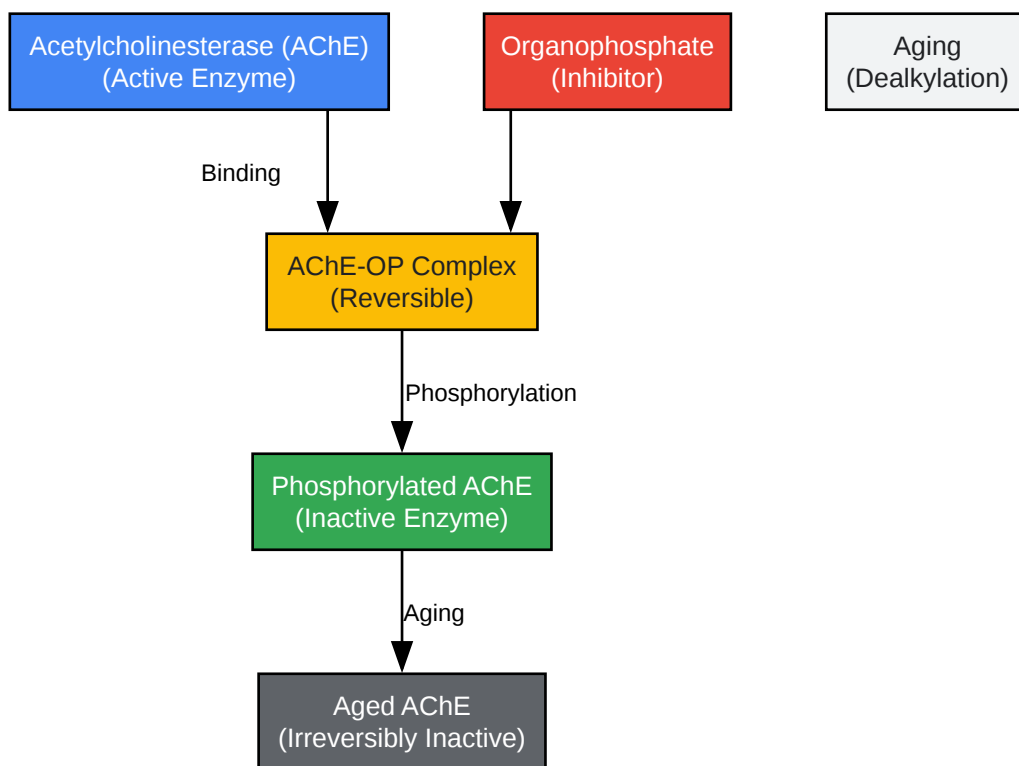 Acetylcholinesterase (AChE)
(Active Enzyme)
Organophosphate
(Inhibitor)
Aging
(Dealkylation)
Binding
AChE-OP Complex
(Reversible)
Phosphorylation
Phosphorylated AChE
(Inactive Enzyme)
Aging
Aged AChE
(Irreversibly Inactive)